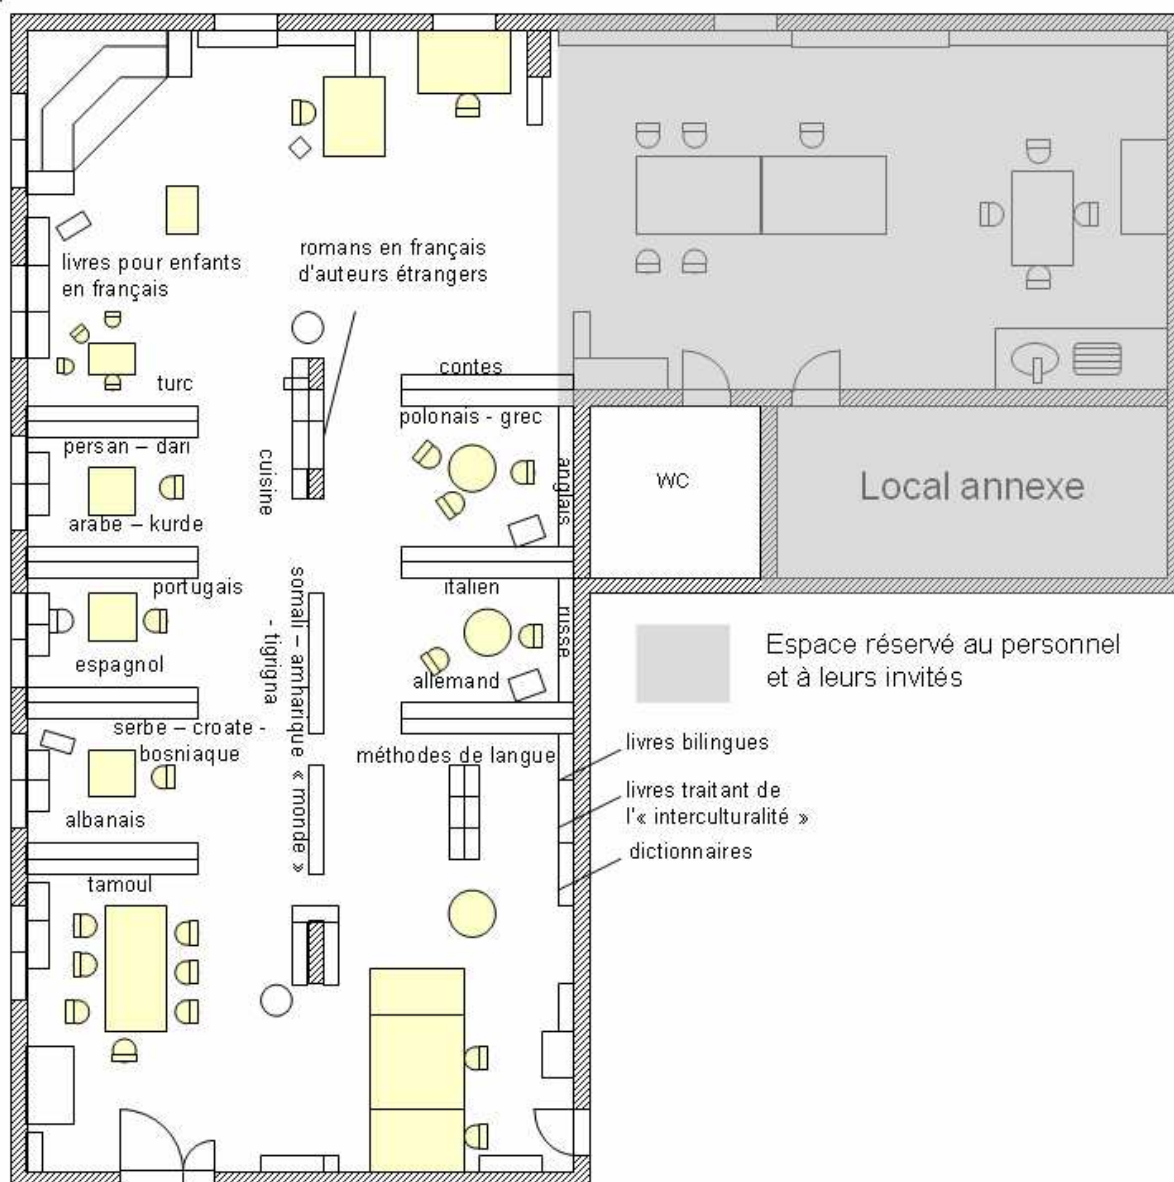 livres pour enfants
en français
romans en français
d'auteurs étrangers
turc
contes
persan – dari
polonais - grec
cuisine
anglais
WC
Local annexe
arabe – kurde
portugais
italien
somali – amharique « monde »
- tigrigna
russe
espagnol
allemand
Espace réservé au personnel
et à leurs invités
serbe – croate -
bosniaque
méthodes de langue
livres bilingues
livres traitant de
l'« interculturalité »
dictionnaires
albanais
tamoul